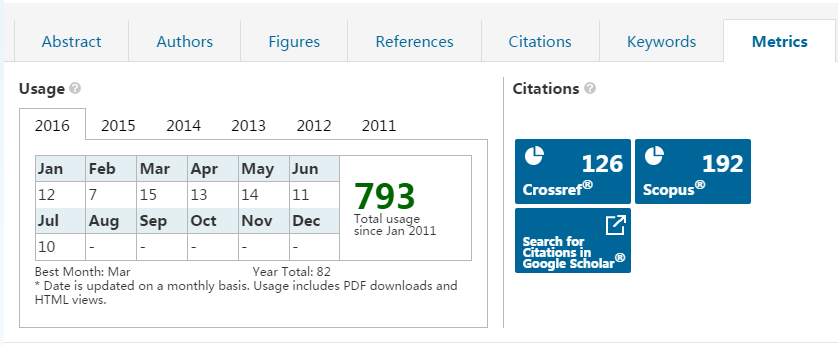 Abstract Authors Figures References Citations Keywords Metrics
Usage ?
2016 2015 2014 2013 2012 2011
Jan Feb Mar Apr May Jun
12 7 15 13 14 11
Jul Aug Sep Oct Nov Dec
10 - - - - -
793
Total usage
since Jan 2011
Best Month: Mar Year Total: 82
* Date is updated on a monthly basis. Usage includes PDF downloads and
HTML views.
Citations ?
126
Crossref®
192
Scopus®
Search for
Citations in
Google Scholar®